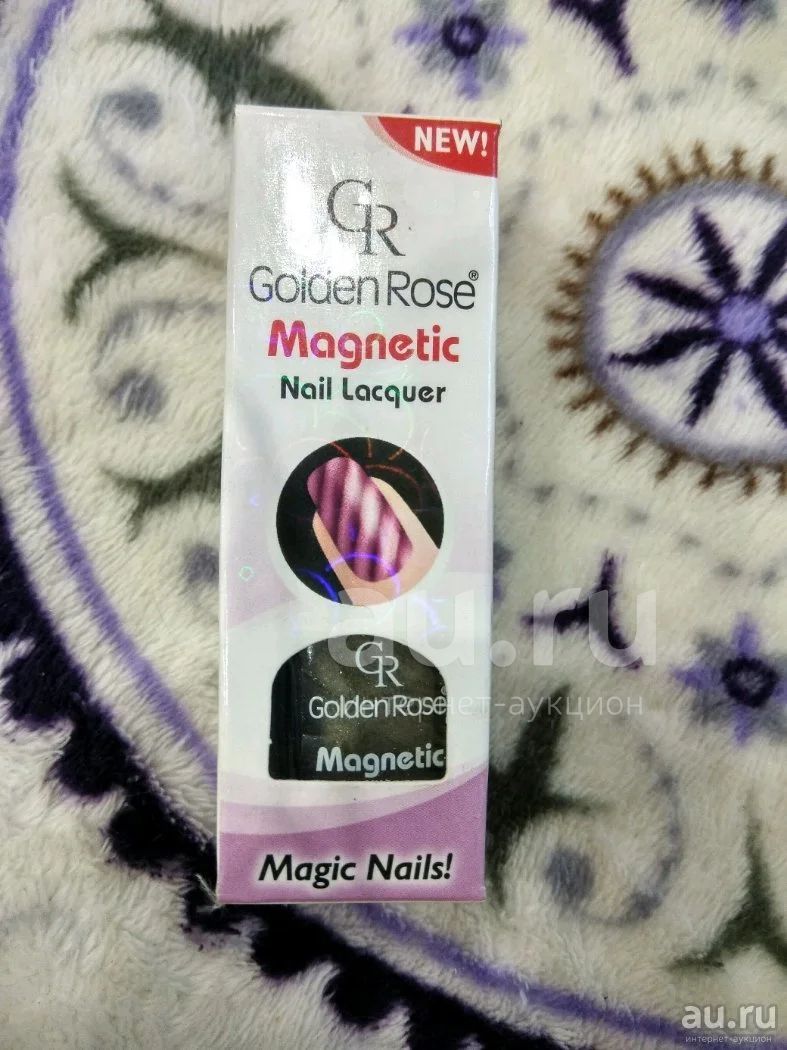 NEW!
GR
Golden Rose®
Magnetic
Nail Lacquer
GR
Golden Rose®
Magnetic
Magic Nails!
au.ru
интернет-аукцион
au.ru
интернет-аукцион